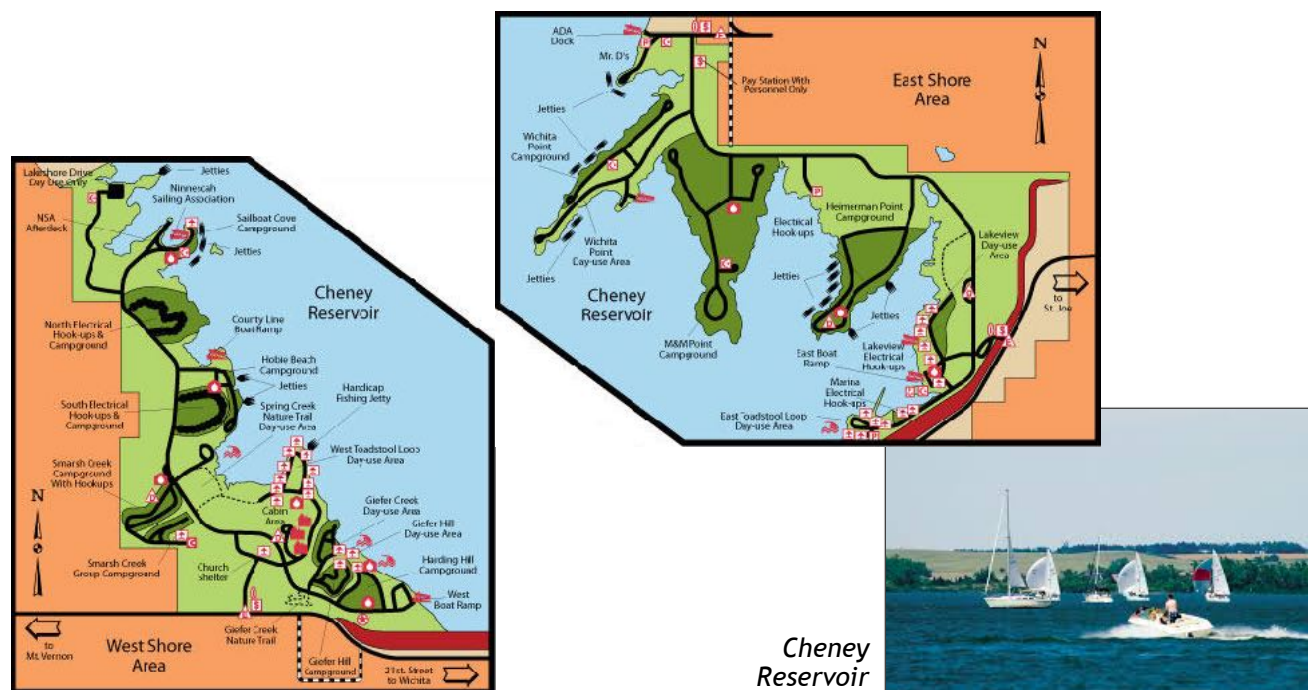 Lakeshore Drive
Day Use Only
Jetties
Ninnescah
Sailing Association
NSA
Afterdeck
Sailboat Cove
Campground
Jetties
Cheney
Reservoir
North Electrical
Hook-ups &
Campground
County Line
Boat Ramp
Hobie Beach
Campground
Jetties
South Electrical
Hook-ups &
Campground
Spring Creek
Nature Trail
Day-use Area
Handicap
Fishing Jetty
West Toadstool Loop
Day-use Area
Smarsh Creek
Campground
With Hookups
N
Cabin
Area
Giefer Creek
Day-use Area
Giefer Hill
Day-use Area
Harding Hill
Campground
Smarsh Creek
Group Campground
Church
Shelter
West
Boat Ramp
Giefer Creek
Nature Trail
to
Mt. Vernon
West Shore
Area
Giefer Hill
Campground
21st. Street
to Wichita
ADA
Dock
Mr. D's
Pay Station With
Personnel Only
East Shore
Area
N
Jetties
Wichita
Point
Campground
Heimerman Point
Campground
Electrical
Hook-ups
Lakeview
Day-use
Area
Wichita
Point
Day-use Area
Jetties
Jetties
to
St. Joe
Cheney
Reservoir
Jetties
M&M Point
Campground
East Boat
Ramp
Lakeview
Electrical
Hook-ups
Marina
Electrical
Hook-ups
East Toadstool Loop
Day-use Area
Cheney
Reservoir